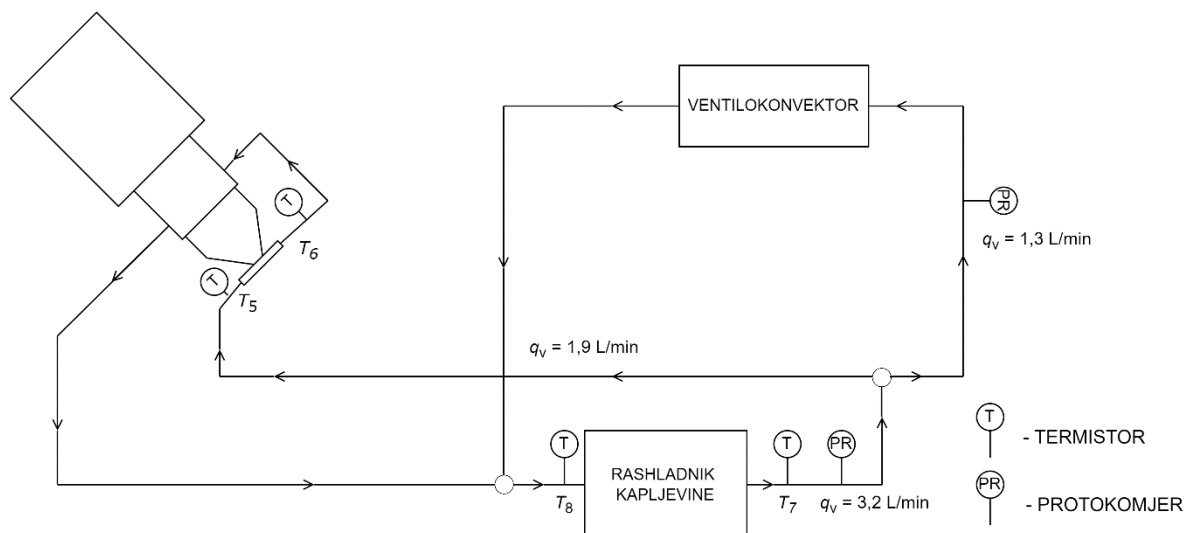 VENTILOKONVEKTOR
T
PR
T₆
qᵥ = 1,3 L/min
T
T₅
qᵥ = 1,9 L/min
T
- TERMISTOR
T
T
PR
RASHLADNIK
KAPLJEVINE
T₈
T₇
qᵥ = 3,2 L/min
PR
- PROTOKOMJER